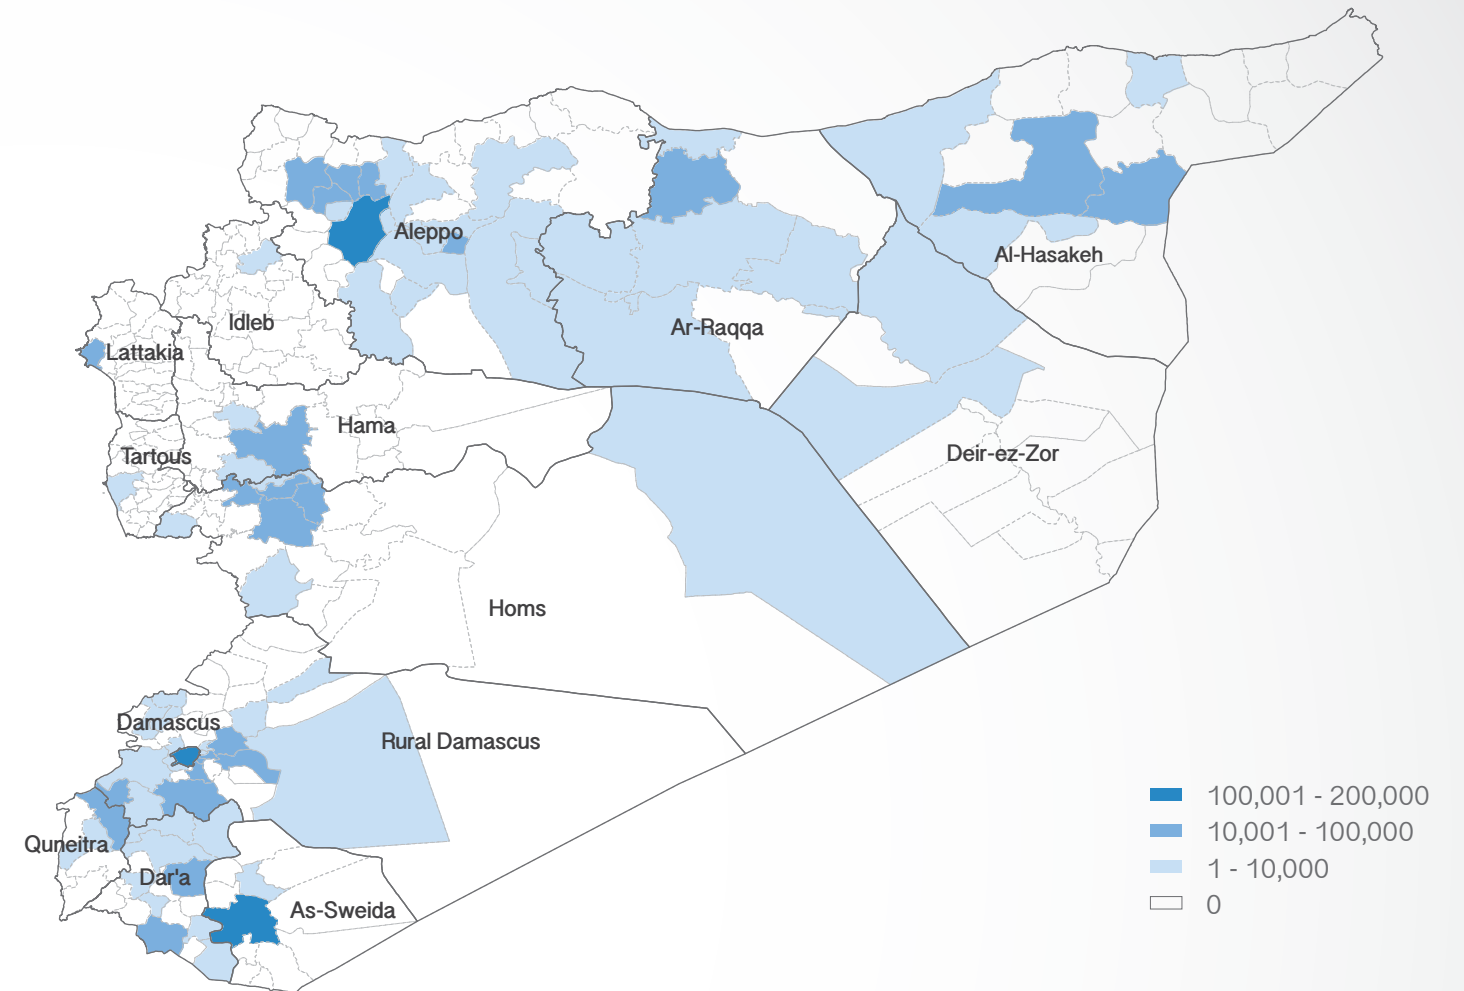 Aleppo
Al-Hasakeh
Idleb
Ar-Raqqa
Lattakia
Hama
Tartous
Deir-ez-Zor
Homs
Damascus
Rural Damascus
Quneitra
Dar'a
As-Sweida
100,001 - 200,000
10,001 - 100,000
1 - 10,000
0